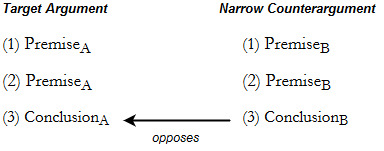 Target Argument Narrow Counterargument
(1) PremiseA (1) PremiseB
(2) PremiseA (2) PremiseB
(3) ConclusionA (3) ConclusionB
opposes